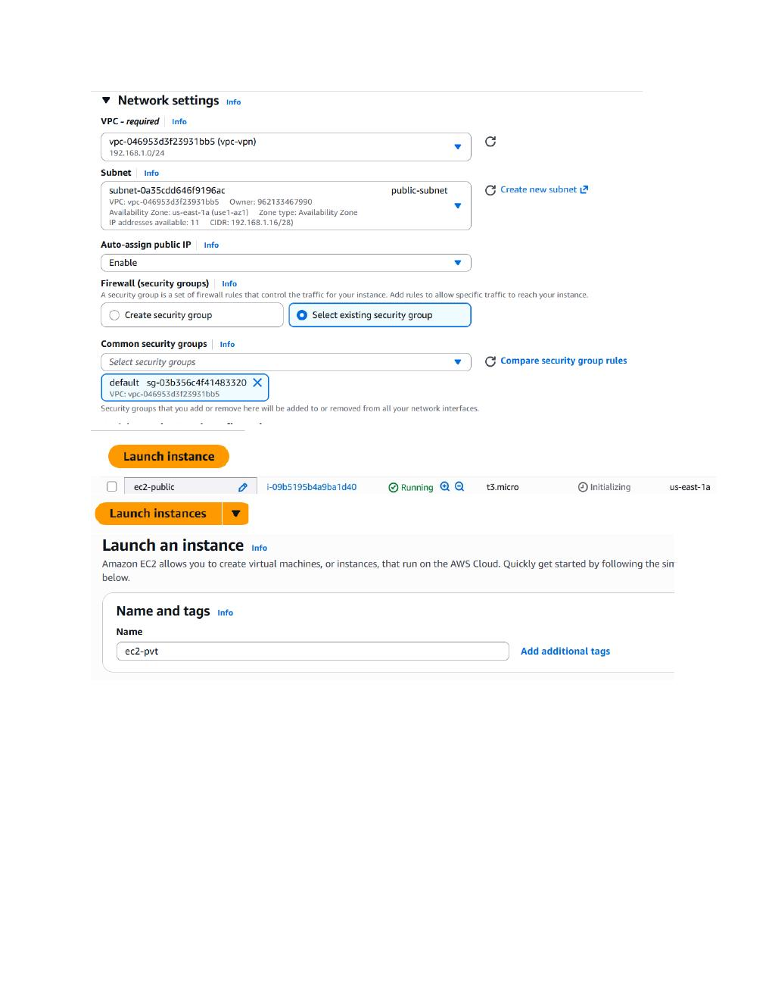 Network settings Info
VPC - required Info
vpc-046953d3f23931bb5 (vpc-vpn)
192.168.1.0/24
Subnet Info
subnet-0a35cdd646f9196ac public-subnet
VPC: vpc-046953d3f23931bb5 Owner: 962133467990
Availability Zone: us-east-1a (use1-az1) Zone type: Availability Zone
IP addresses available: 11 CIDR: 192.168.1.16/28)
Create new subnet
Auto-assign public IP Info
Enable
Firewall (security groups) Info
A security group is a set of firewall rules that control the traffic for your instance. Add rules to allow specific traffic to reach your instance.
Create security group Select existing security group
Common security groups Info
Select security groups
Compare security group rules
default sg-03b356c4f41483320
VPC: vpc-046953d3f23931bb5
Security groups that you add or remove here will be added to or removed from all your network interfaces.
Launch instance
ec2-public i-09b5195b4a9ba1d40 Running t3.micro Initializing us-east-1a
Launch instances
Launch an instance Info
Amazon EC2 allows you to create virtual machines, or instances, that run on the AWS Cloud. Quickly get started by following the
below.
Name and tags Info
Name
ec2-pvt Add additional tags